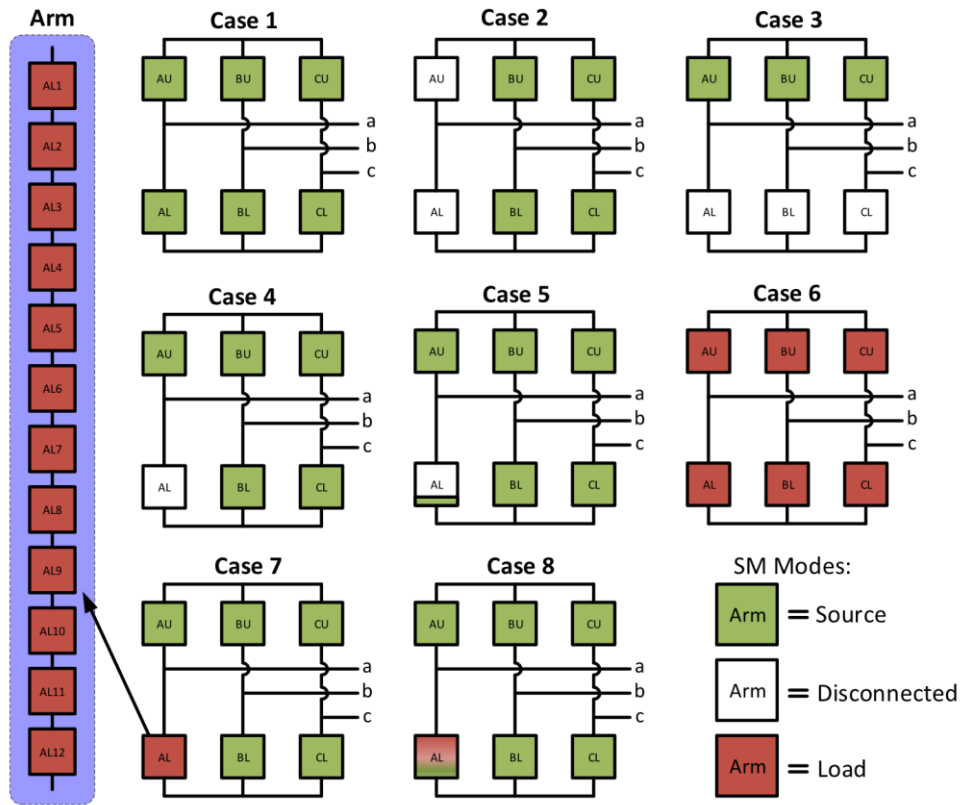 Arm
AL1
AL2
AL3
AL4
AL5
AL6
AL7
AL8
AL9
AL10
AL11
AL12
Case 1
AU BU CU
a
b
c
AL BL CL
Case 2
AU BU CU
a
b
c
AL BL CL
Case 3
AU BU CU
a
b
c
AL BL CL
Case 4
AU BU CU
a
b
c
AL BL CL
Case 5
AU BU CU
a
b
c
AL BL CL
Case 6
AU BU CU
a
b
c
AL BL CL
Case 7
AU BU CU
a
b
c
AL BL CL
Case 8
AU BU CU
a
b
c
AL BL CL
SM Modes:
Arm = Source
Arm = Disconnected
Arm = Load